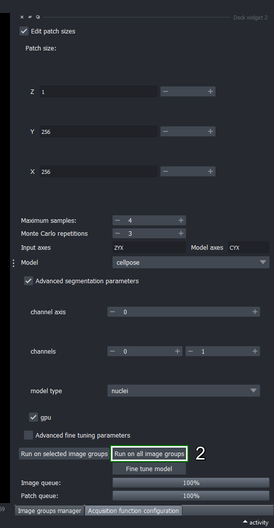 Dock widget 2
Edit patch sizes
Patch size:
Z 1
Y 256
X 256
Maximum samples: − 4 +
Monte Carlo repetitions − 3 +
Input axes ZYX Model axes CYX
Model cellpose
Advanced segmentation parameters
channel axis − 0 +
channels − 0 + − 1 +
model type nuclei
gpu
Advanced fine tuning parameters
Run on selected image groups Run on all image groups 2
Fine tune model
Image queue: 100%
Patch queue: 100%
Image groups manager Acquisition function configuration
activity